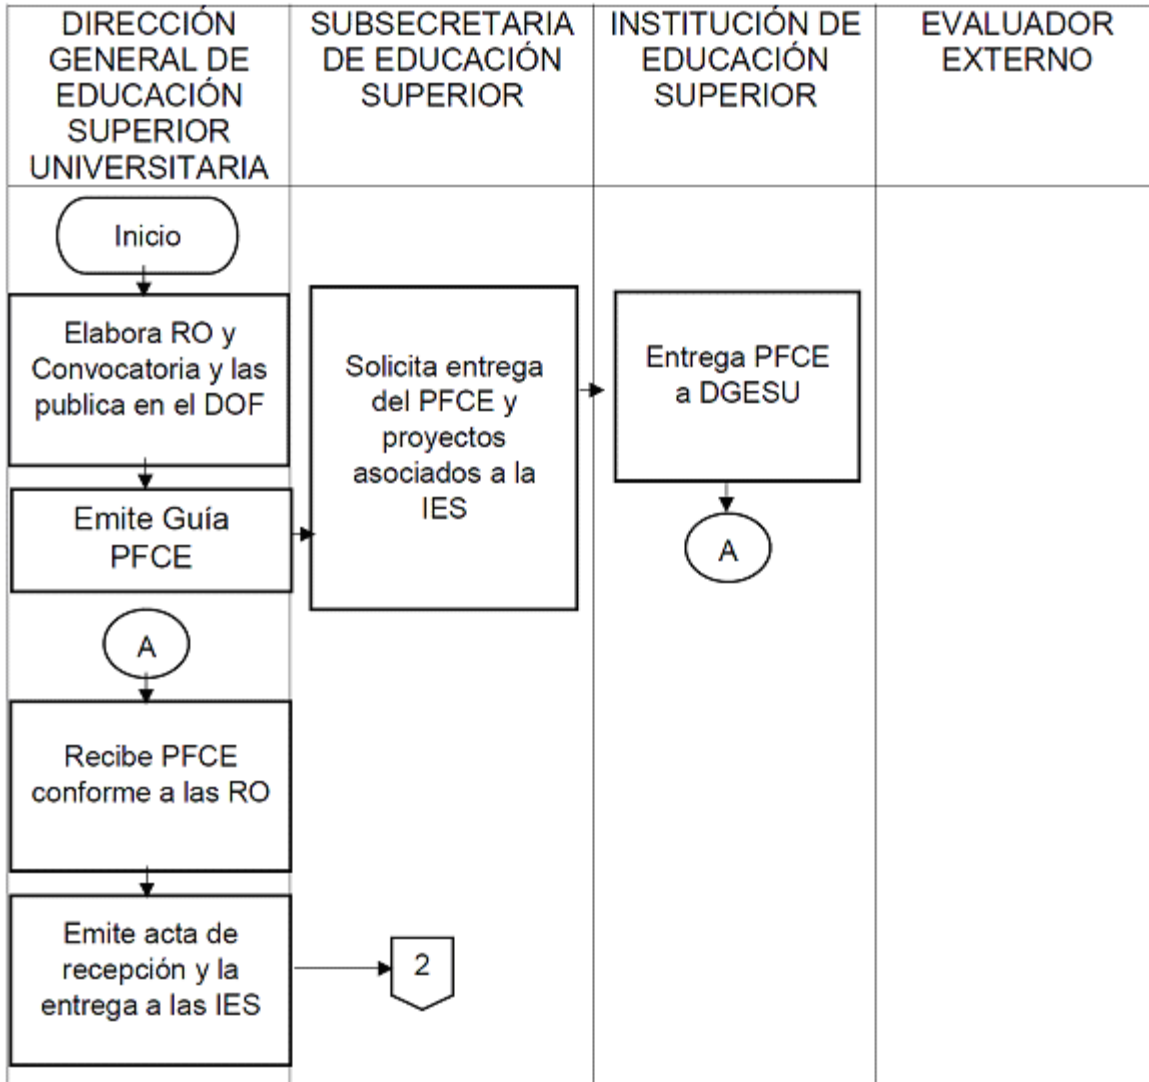 DIRECCIÓN
GENERAL DE
EDUCACIÓN
SUPERIOR
UNIVERSITARIA
SUBSECRETARIA
DE EDUCACIÓN
SUPERIOR
INSTITUCIÓN DE
EDUCACIÓN
SUPERIOR
EVALUADOR
EXTERNO
Inicio
Elabora RO y
Convocatoria y las
publica en el DOF
Emite Guía
PFCE
Solicita entrega
del PFCE y
proyectos
asociados a la
IES
Entrega PFCE
a DGESU
A
A
Recibe PFCE
conforme a las RO
Emite acta de
recepción y la
entrega a las IES
2